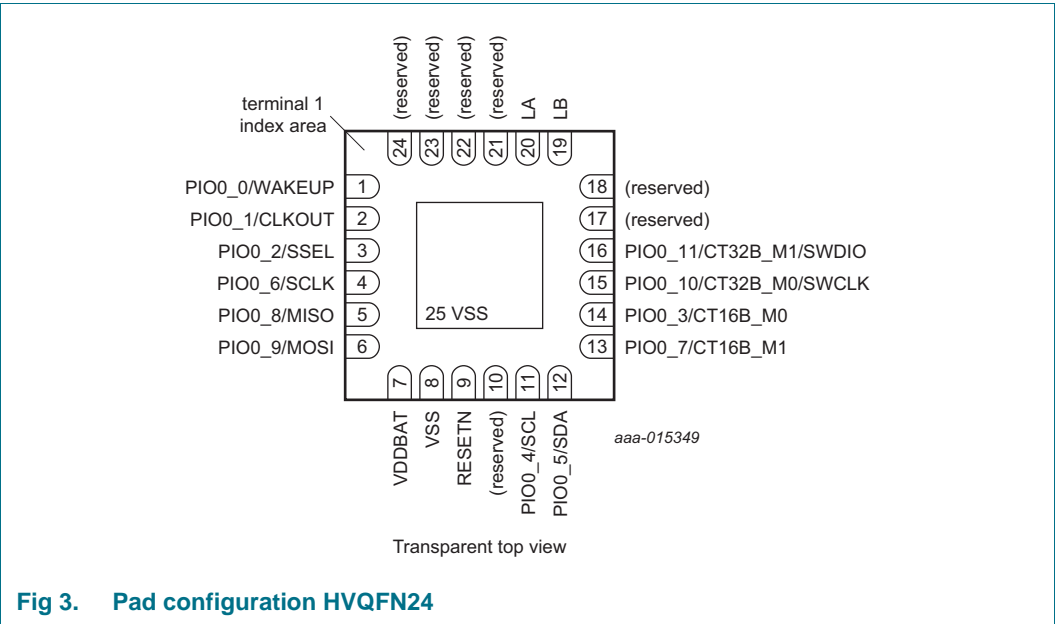 (reserved)
(reserved)
(reserved)
(reserved)
LA
LB
terminal 1
index area
24
23
22
21
20
19
PIO0_0/WAKEUP 1
18 (reserved)
PIO0_1/CLKOUT 2
17 (reserved)
PIO0_2/SSEL 3
16 PIO0_11/CT32B_M1/SWDIO
PIO0_6/SCLK 4
15 PIO0_10/CT32B_M0/SWCLK
PIO0_8/MISO 5
25 VSS
14 PIO0_3/CT16B_M0
PIO0_9/MOSI 6
13 PIO0_7/CT16B_M1
7
8
9
10
11
12
VDDBAT
VSS
RESETN
(reserved)
PIO0_4/SCL
PIO0_5/SDA
aaa-015349
Transparent top view
Fig 3. Pad configuration HVQFN24